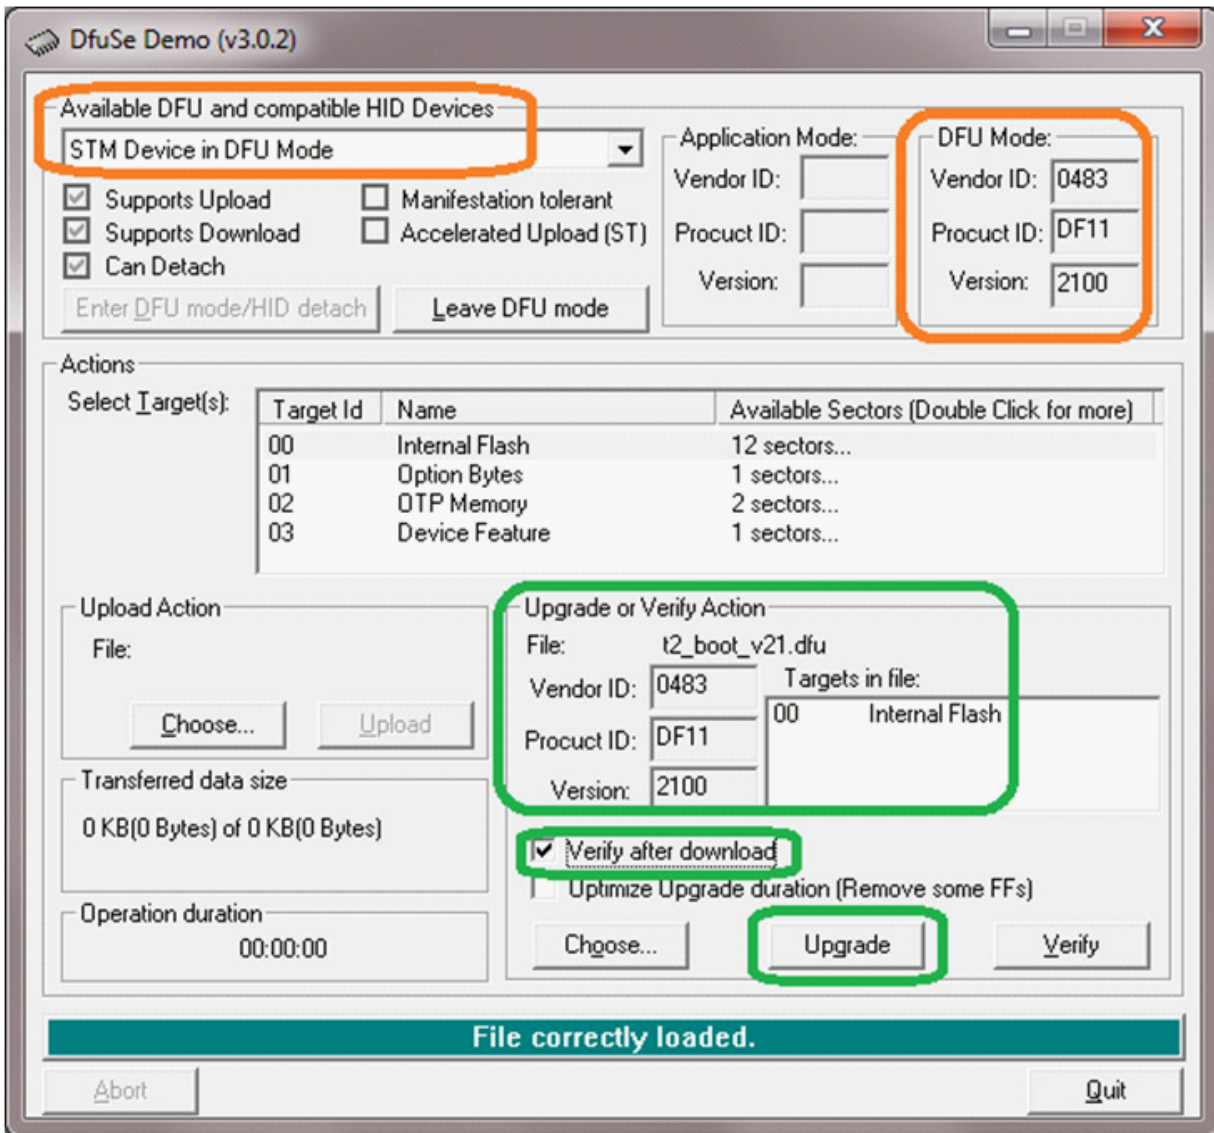 DfuSe Demo (v3.0.2)
Available DFU and compatible HID Devices
STM Device in DFU Mode
Supports Upload
Manifestation tolerant
Supports Download
Accelerated Upload (ST)
Can Detach
Enter DFU mode/HID detach
Leave DFU mode
Application Mode:
Vendor ID:
Procuct ID:
Version:
DFU Mode:
Vendor ID: 0483
Procuct ID: DF11
Version: 2100
Actions
Select Target(s):
Target Id Name Available Sectors (Double Click for more)
00 Internal Flash 12 sectors...
01 Option Bytes 1 sectors...
02 OTP Memory 2 sectors...
03 Device Feature 1 sectors...
Upload Action
File:
Choose...
Upload
Transferred data size
0 KB(0 Bytes) of 0 KB(0 Bytes)
Operation duration
00:00:00
Upgrade or Verify Action
File: t2_boot_v21.dfu
Vendor ID: 0483
Procuct ID: DF11
Version: 2100
Targets in file:
00 Internal Flash
Verify after download
Optimize Upgrade duration (Remove some FFs)
Choose...
Upgrade
Verify
File correctly loaded.
Abort
Quit